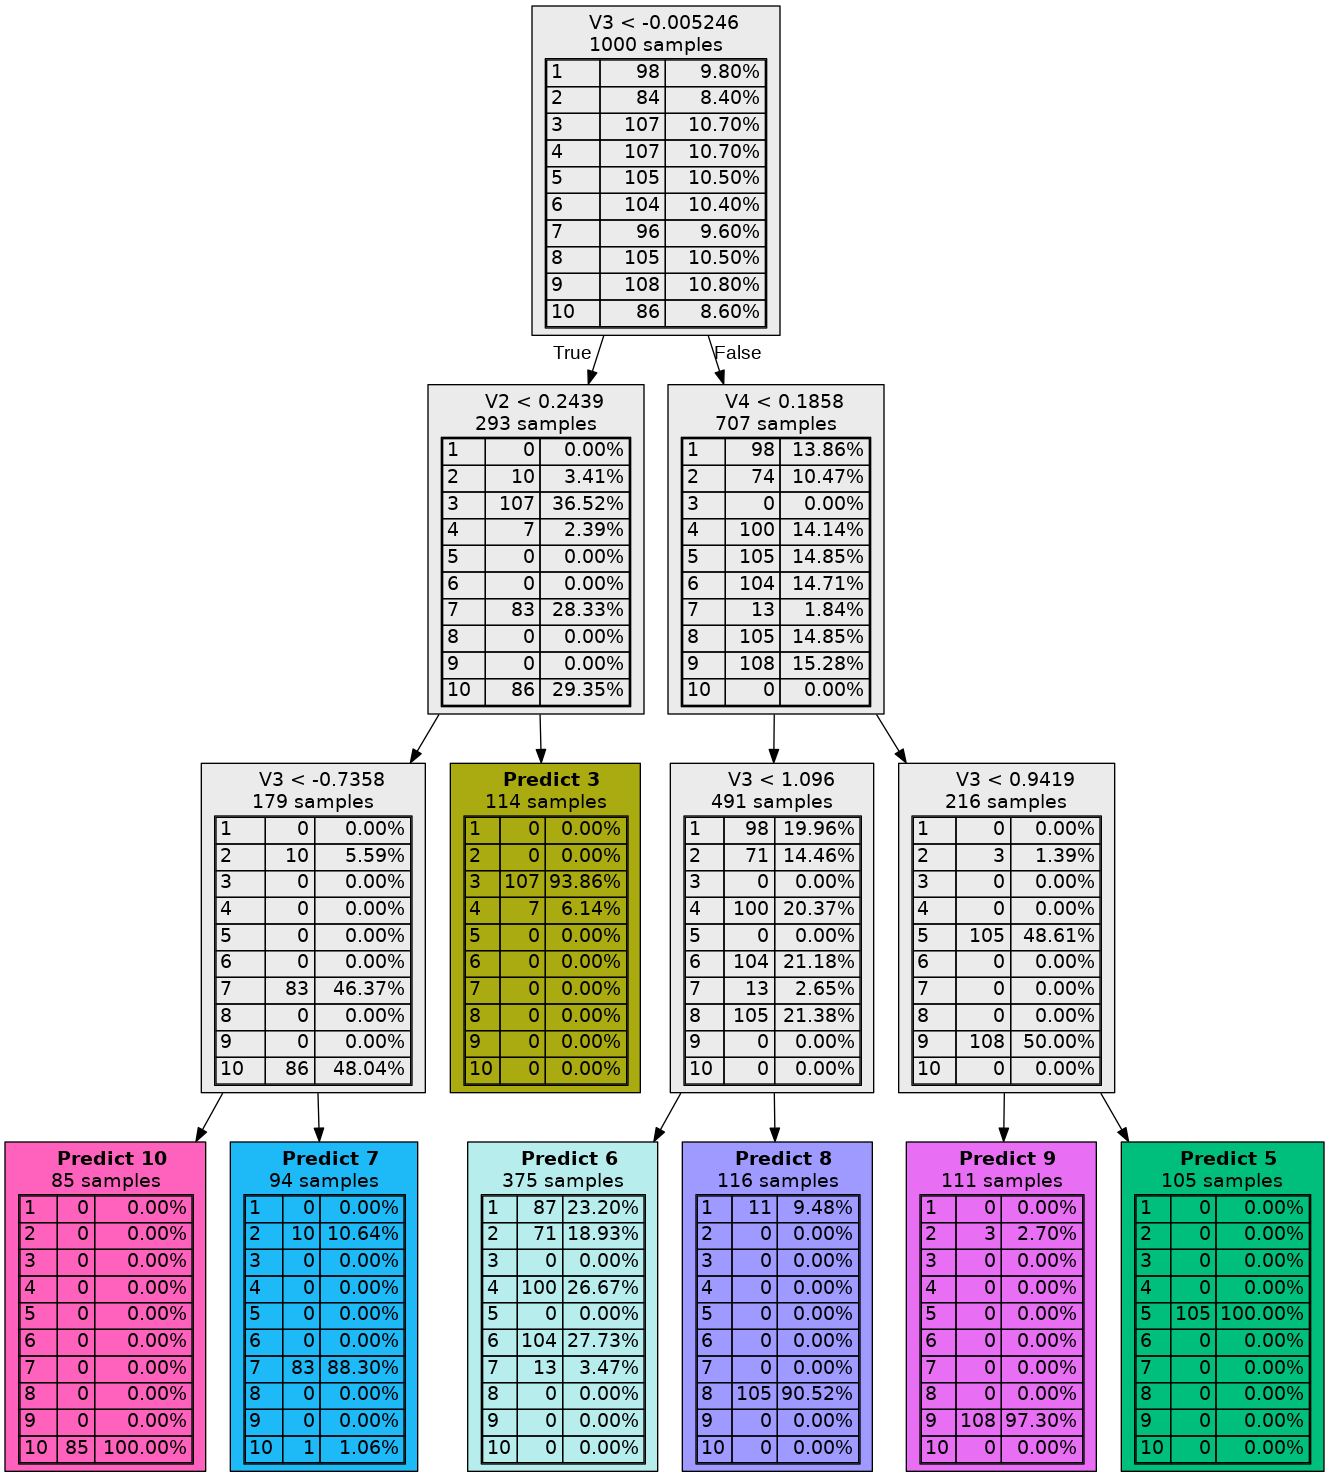 V3 < -0.005246
1000 samples
1 98 9.80%
2 84 8.40%
3 107 10.70%
4 107 10.70%
5 105 10.50%
6 104 10.40%
7 96 9.60%
8 105 10.50%
9 108 10.80%
10 86 8.60%
True
False
V2 < 0.2439
293 samples
1 0 0.00%
2 10 3.41%
3 107 36.52%
4 7 2.39%
5 0 0.00%
6 0 0.00%
7 83 28.33%
8 0 0.00%
9 0 0.00%
10 86 29.35%
V4 < 0.1858
707 samples
1 98 13.86%
2 74 10.47%
3 0 0.00%
4 100 14.14%
5 105 14.85%
6 104 14.71%
7 13 1.84%
8 105 14.85%
9 108 15.28%
10 0 0.00%
V3 < -0.7358
179 samples
1 0 0.00%
2 10 5.59%
3 0 0.00%
4 0 0.00%
5 0 0.00%
6 0 0.00%
7 83 46.37%
8 0 0.00%
9 0 0.00%
10 86 48.04%
Predict 3
114 samples
1 0 0.00%
2 0 0.00%
3 107 93.86%
4 7 6.14%
5 0 0.00%
6 0 0.00%
7 0 0.00%
8 0 0.00%
9 0 0.00%
10 0 0.00%
V3 < 1.096
491 samples
1 98 19.96%
2 71 14.46%
3 0 0.00%
4 100 20.37%
5 0 0.00%
6 104 21.18%
7 13 2.65%
8 105 21.38%
9 0 0.00%
10 0 0.00%
V3 < 0.9419
216 samples
1 0 0.00%
2 3 1.39%
3 0 0.00%
4 0 0.00%
5 105 48.61%
6 0 0.00%
7 0 0.00%
8 0 0.00%
9 108 50.00%
10 0 0.00%
Predict 10
85 samples
1 0 0.00%
2 0 0.00%
3 0 0.00%
4 0 0.00%
5 0 0.00%
6 0 0.00%
7 0 0.00%
8 0 0.00%
9 0 0.00%
10 85 100.00%
Predict 7
94 samples
1 0 0.00%
2 10 10.64%
3 0 0.00%
4 0 0.00%
5 0 0.00%
6 0 0.00%
7 83 88.30%
8 0 0.00%
9 0 0.00%
10 1 1.06%
Predict 6
375 samples
1 87 23.20%
2 71 18.93%
3 0 0.00%
4 100 26.67%
5 0 0.00%
6 104 27.73%
7 13 3.47%
8 0 0.00%
9 0 0.00%
10 0 0.00%
Predict 8
116 samples
1 11 9.48%
2 0 0.00%
3 0 0.00%
4 0 0.00%
5 0 0.00%
6 0 0.00%
7 0 0.00%
8 105 90.52%
9 0 0.00%
10 0 0.00%
Predict 9
111 samples
1 0 0.00%
2 3 2.70%
3 0 0.00%
4 0 0.00%
5 0 0.00%
6 0 0.00%
7 0 0.00%
8 0 0.00%
9 108 97.30%
10 0 0.00%
Predict 5
105 samples
1 0 0.00%
2 0 0.00%
3 0 0.00%
4 0 0.00%
5 105 100.00%
6 0 0.00%
7 0 0.00%
8 0 0.00%
9 0 0.00%
10 0 0.00%